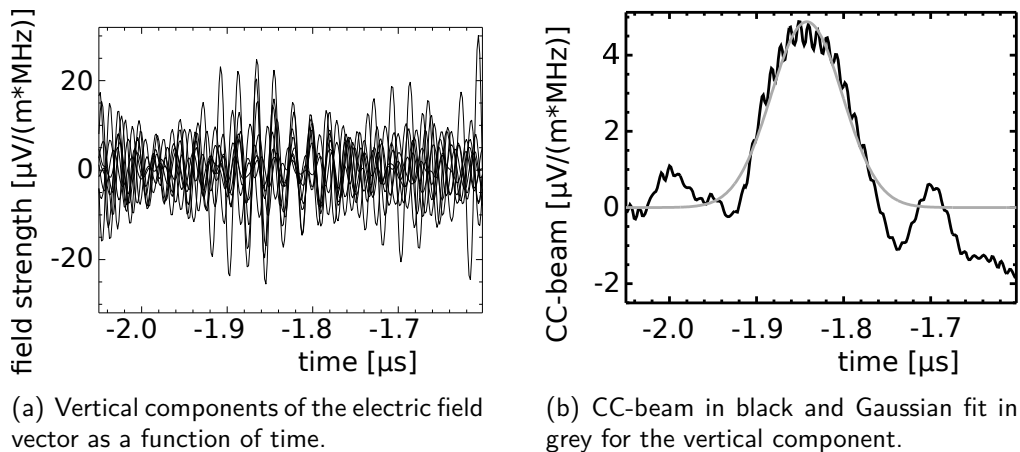 field strength [µV/(m*MHz)]
20
0
-20
-2.0 -1.9 -1.8 -1.7
time [µs]
(a) Vertical components of the electric field
vector as a function of time.
CC-beam [µV/(m*MHz)]
4
2
0
-2
-2.0 -1.9 -1.8 -1.7
time [µs]
(b) CC-beam in black and Gaussian fit in
grey for the vertical component.